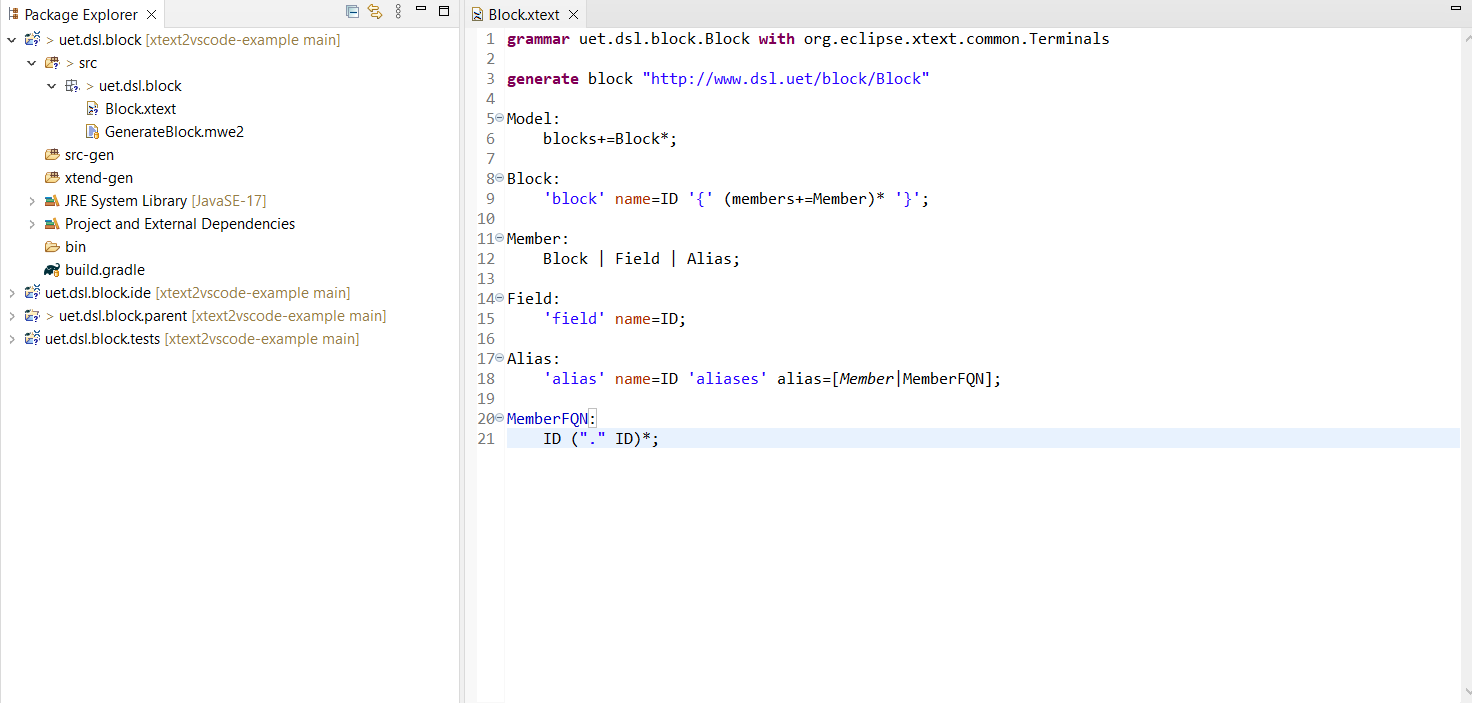 Package Explorer
> uet.dsl.block [xtext2vscode-example main]
> src
> uet.dsl.block
Block.xtext
GenerateBlock.mwe2
src-gen
xtend-gen
JRE System Library [JavaSE-17]
Project and External Dependencies
bin
build.gradle
uet.dsl.block.ide [xtext2vscode-example main]
> uet.dsl.block.parent [xtext2vscode-example main]
uet.dsl.block.tests [xtext2vscode-example main]
Block.xtext
1 grammar uet.dsl.block.Block with org.eclipse.xtext.common.Terminals
2
3 generate block "http://www.dsl.uet/block/Block"
4
5 Model:
6     blocks+=Block*;
7
8 Block:
9     'block' name=ID '{' (members+=Member)* '}';
10
11 Member:
12     Block | Field | Alias;
13
14 Field:
15     'field' name=ID;
16
17 Alias:
18     'alias' name=ID 'aliases' alias=[Member|MemberFQN];
19
20 MemberFQN:
21     ID ("." ID)*;